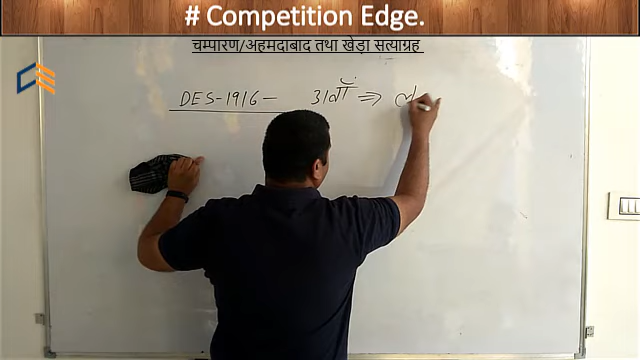 # Competition Edge.
चम्पारण/अहमदाबाद तथा खेड़ा सत्याग्रह
DES-1916- 31वाँ ⇒